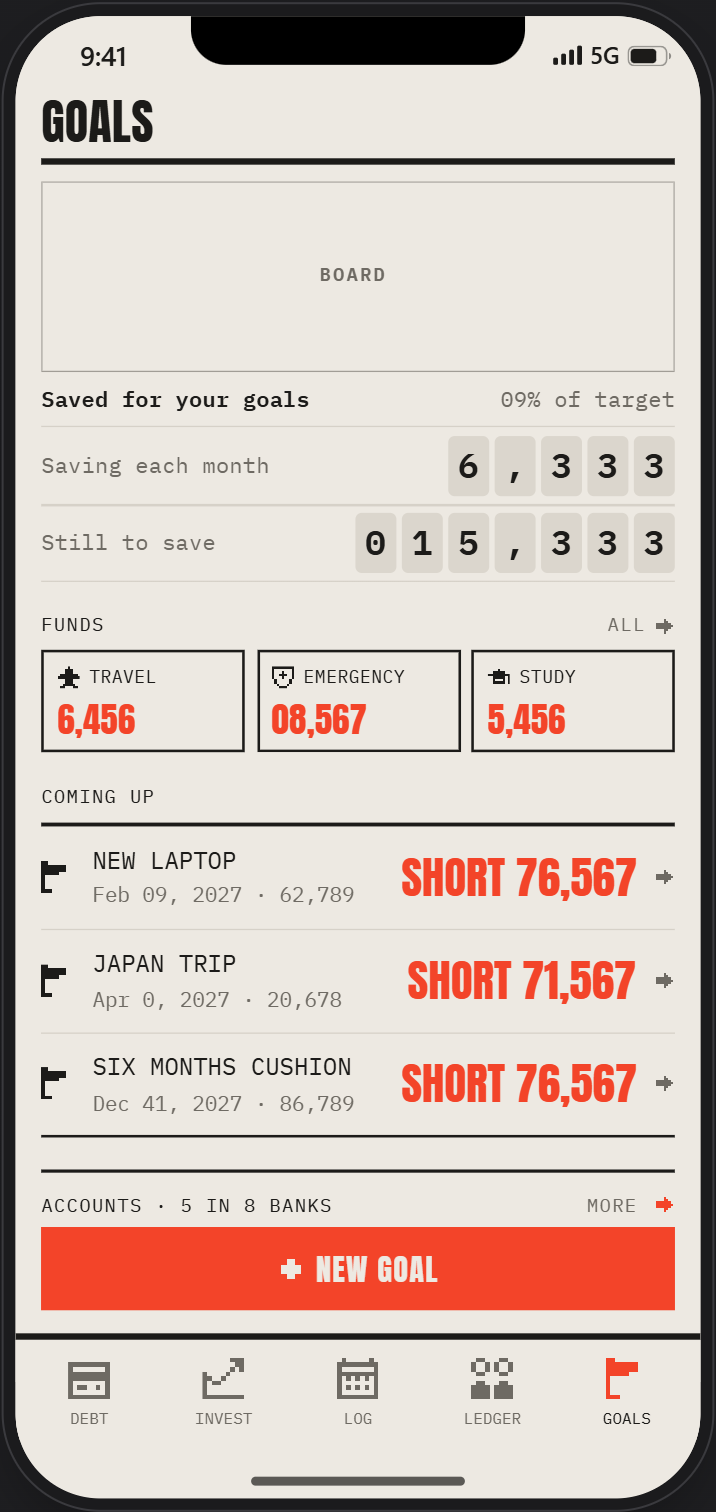 9:41 5G
GOALS
BOARD
Saved for your goals 09% of target
Saving each month 6,333
Still to save 015,333
FUNDS ALL
TRAVEL EMERGENCY STUDY
6,456 08,567 5,456
COMING UP
NEW LAPTOP SHORT 76,567
Feb 09, 2027 · 62,789
JAPAN TRIP SHORT 71,567
Apr 0, 2027 · 20,678
SIX MONTHS CUSHION SHORT 76,567
Dec 41, 2027 · 86,789
ACCOUNTS · 5 IN 8 BANKS MORE
NEW GOAL
DEBT INVEST LOG LEDGER GOALS